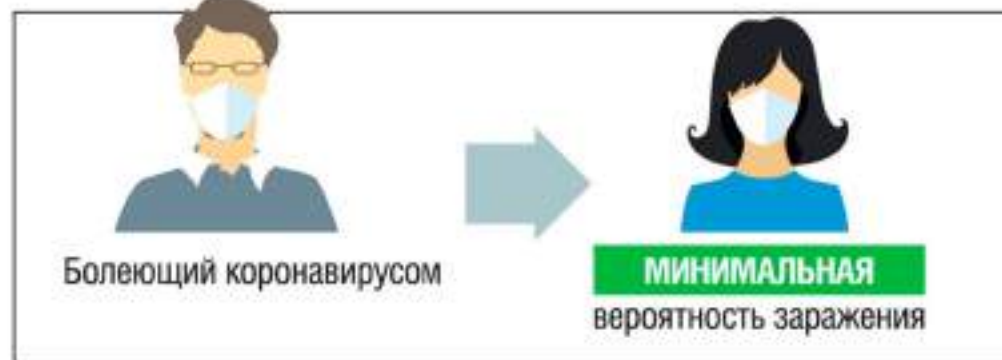 Болеющий коронавирусом
МИНИМАЛЬНАЯ
вероятность заражения